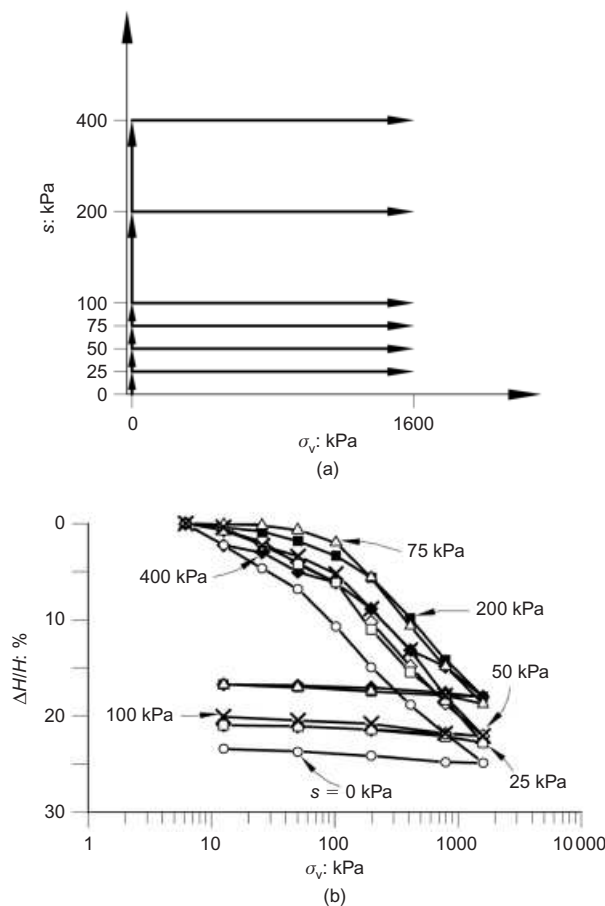 400
200
100
75
50
25
0
s: kPa
0
1600
σv: kPa
(a)
0
10
20
30
ΔH/H: %
75 kPa
400 kPa
200 kPa
50 kPa
100 kPa
25 kPa
s = 0 kPa
1
10
100
1000
10 000
σv: kPa
(b)